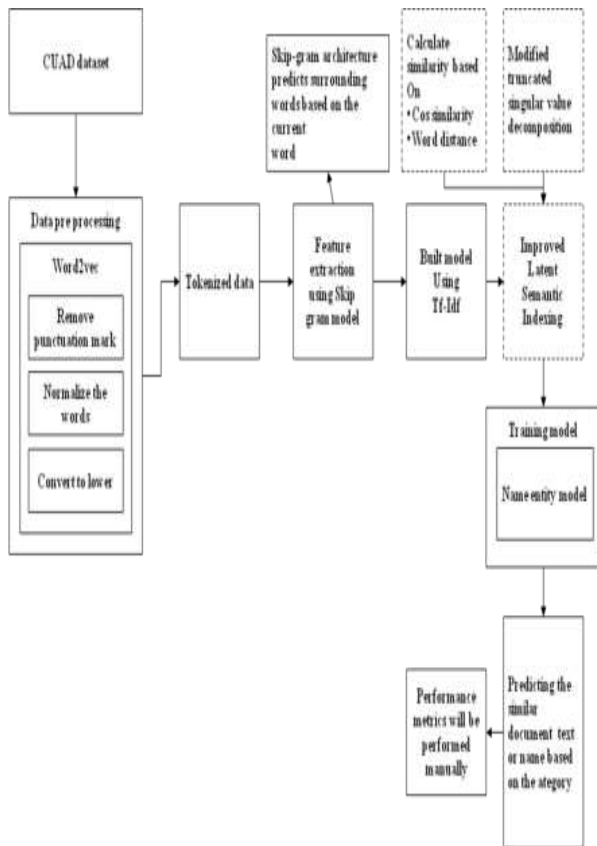 CUAD dataset
Skip-gram architecture
predicts surrounding
words based on the
current
word
Calculate
similarity based
On
•Cos similarity
•Word distance
Modified
truncated
singular value
decomposition
Data pre processing
Word2vec
Remove
punctuation mark
Normalize the
words
Convert to lower
Tokenized data
Feature
extraction
using Skip
gram model
Built model
Using
Tf-Idf
Improved
Latent
Semantic
Indexing
Training model
Name entity model
Predicting the
similar
document text
or name based
on the ategory
Performance
metrics will be
performed
manually